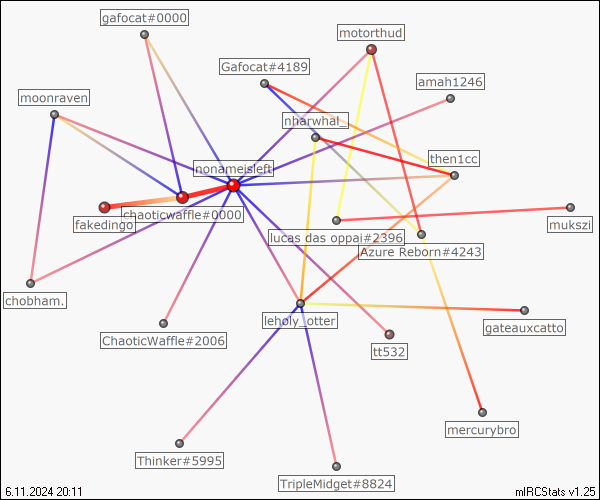 gafocat#0000
motorthud
Gafocat#4189
amah1246
moonraven
nharwhal_
then1cc
nonameisleft
chaoticwaffle#0000
fakedingo
lucas das oppai#2396
mukszi
Azure Reborn#4243
chobham.
leholy_otter
gateauxcatto
ChaoticWaffle#2006
tt532
mercurybro
Thinker#5995
TripleMidget#8824
6.11.2024 20:11
mIRCStats v1.25